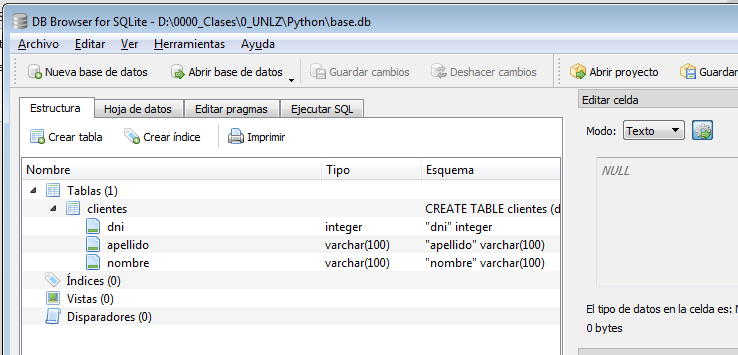 DB Browser for SQLite - D:\0000_Clases\0_UNLZ\Python\base.db
Archivo Editar Ver Herramientas Ayuda
Nueva base de datos Abrir base de datos Guardar cambios Deshacer cambios Abrir proyecto Guardar
Estructura Hoja de datos Editar pragmas Ejecutar SQL
Editar celda
Crear tabla Crear índice Imprimir
Modo: Texto
Nombre Tipo Esquema
NULL
Tablas (1)
clientes CREATE TABLE clientes (d
dni integer "dni" integer
apellido varchar(100) "apellido" varchar(100)
nombre varchar(100) "nombre" varchar(100)
Índices (0)
Vistas (0)
Disparadores (0)
El tipo de datos en la celda es:
0 bytes